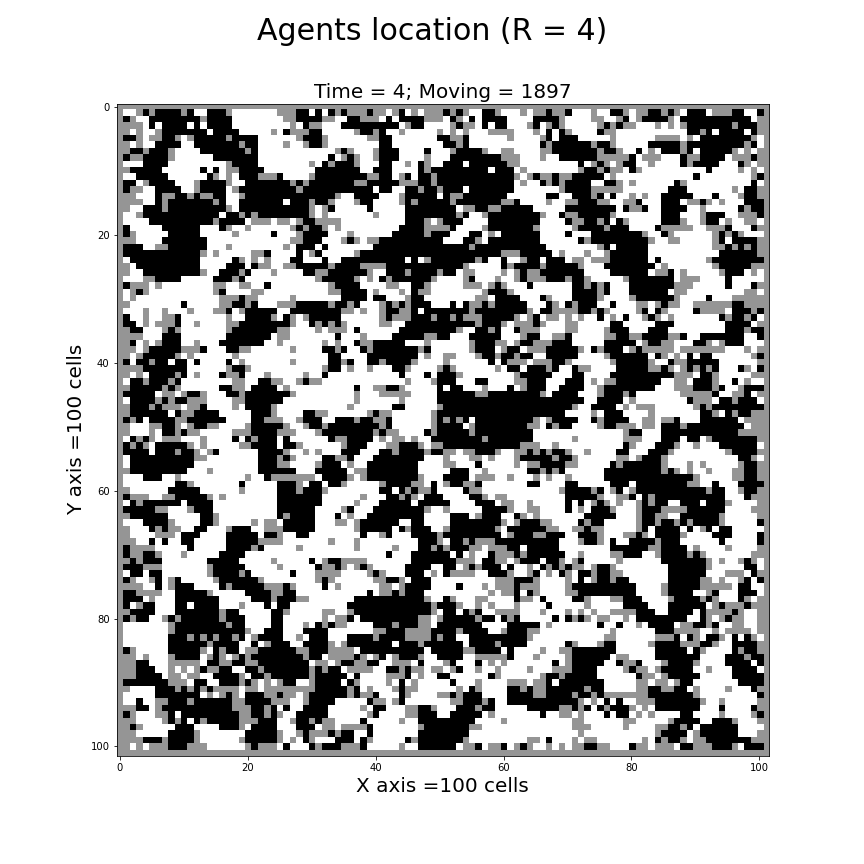 Agents location (R = 4)
Time = 4; Moving = 1897
0
20
40
60
80
100
Y axis =100 cells
0 20 40 60 80 100
X axis =100 cells